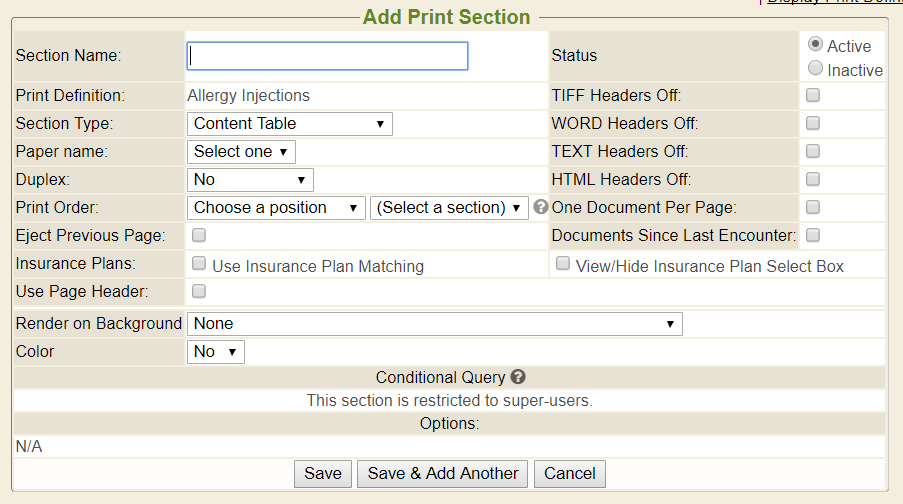 Display Print Defin
Add Print Section
Section Name:
Status
Active
Inactive
Print Definition: Allergy Injections
TIFF Headers Off:
Section Type: Content Table
WORD Headers Off:
Paper name: Select one
TEXT Headers Off:
Duplex: No
HTML Headers Off:
Print Order: Choose a position (Select a section) ?
One Document Per Page:
Eject Previous Page:
Documents Since Last Encounter:
Insurance Plans: Use Insurance Plan Matching
View/Hide Insurance Plan Select Box
Use Page Header:
Render on Background None
Color No
Conditional Query ?
This section is restricted to super-users.
Options:
N/A
Save Save & Add Another Cancel